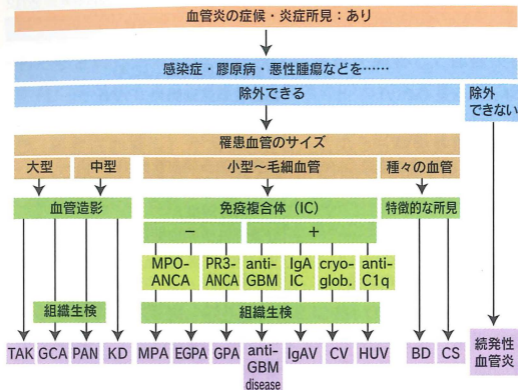 血管炎の症候・炎症所見：あり
感染症・膠原病・悪性腫瘍などを……
除外できる
除外
できない
罹患血管のサイズ
大型
中型
小型〜毛細血管
種々の血管
血管造影
免疫複合体（IC）
特徴的な所見
−
+
MPO-
ANCA
PR3-
ANCA
anti-
GBM
IgA
IC
cryo-
glob.
anti-
C1q
組織生検
組織生検
TAK
GCA
PAN
KD
MPA
EGPA
GPA
anti-
GBM
disease
IgAV
CV
HUV
BD
CS
続発性
血管炎